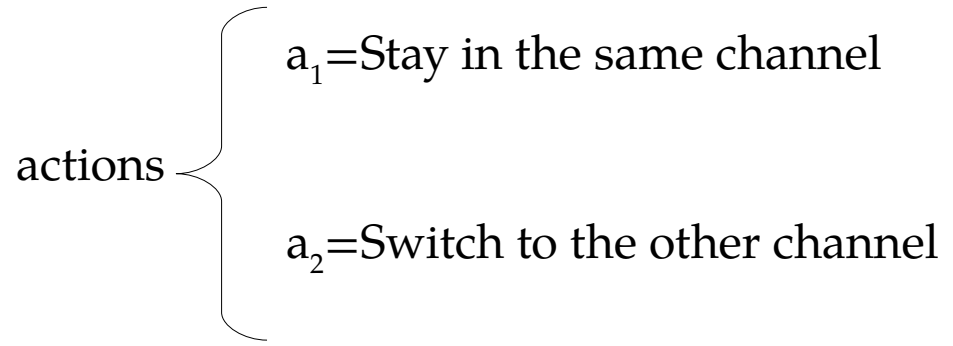 a₁=Stay in the same channel
actions
a₂=Switch to the other channel